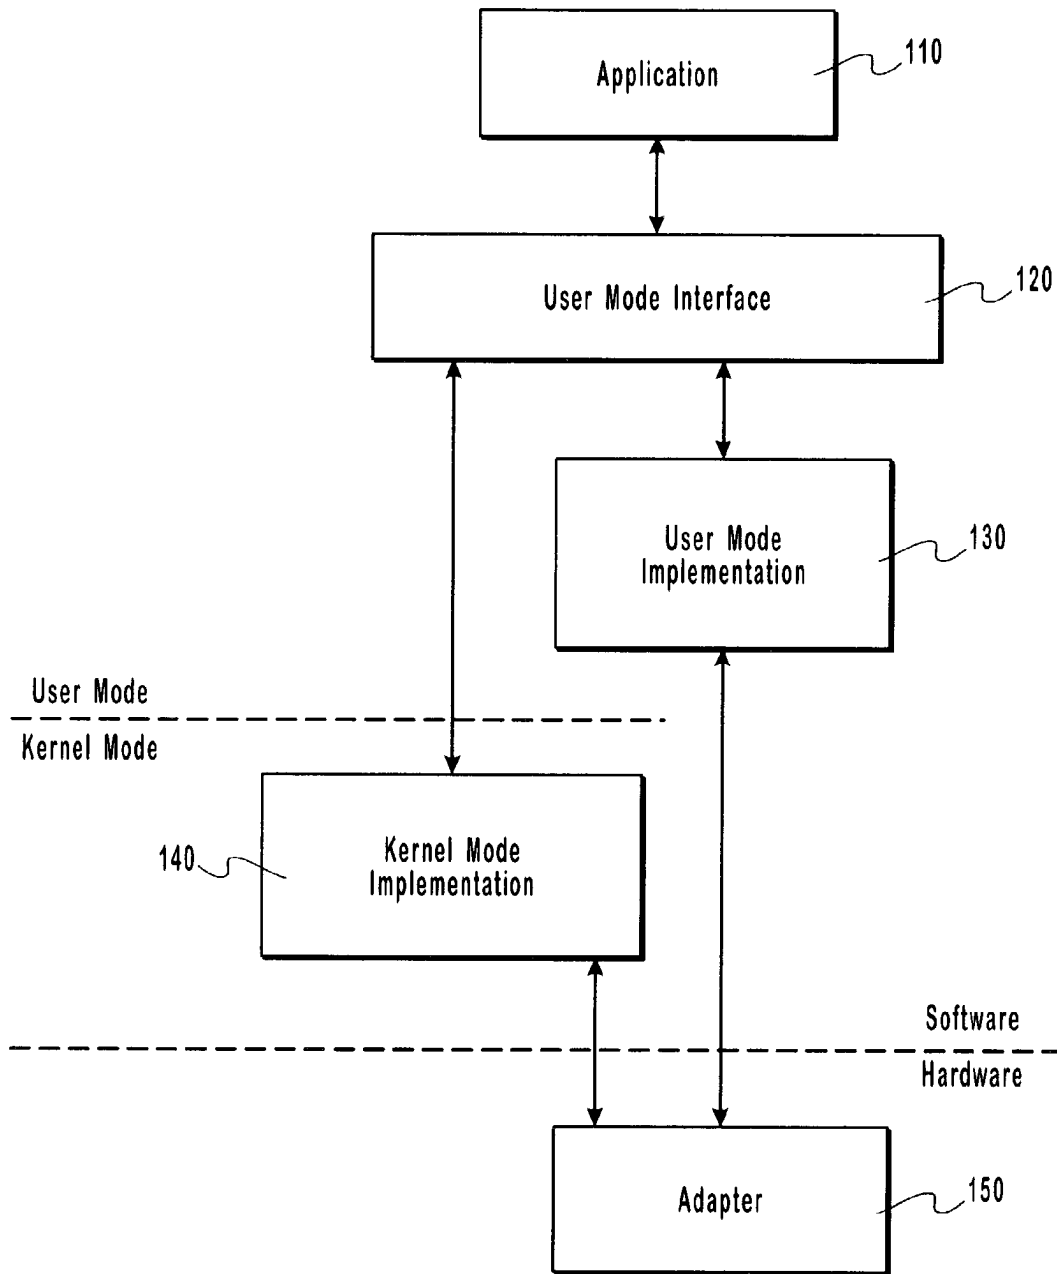 Application
110
User Mode Interface
120
User Mode
Implementation
130
User Mode
Kernel Mode
Kernel Mode
Implementation
140
Software
Hardware
Adapter
150